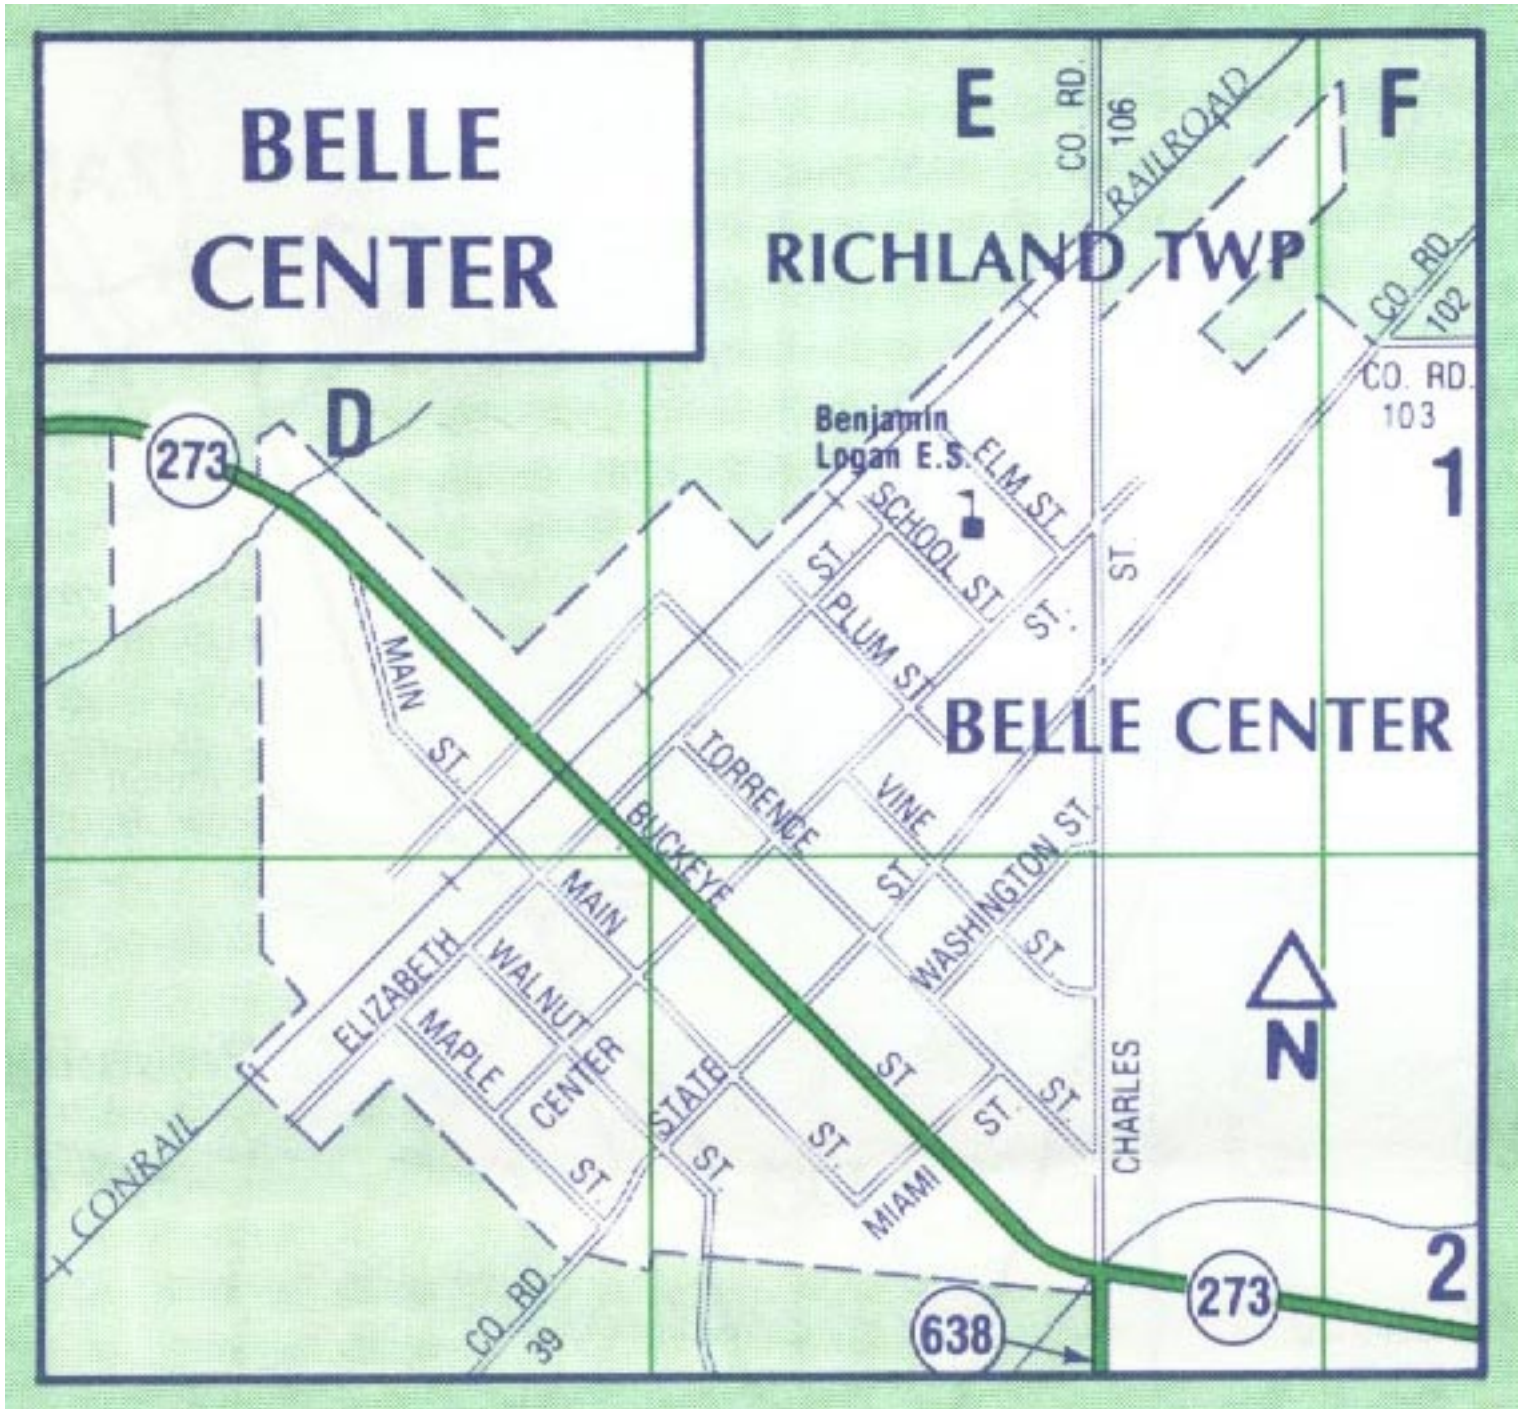 BELLE
CENTER
E
F
CO RD.
106
RAILROAD
RICHLAND TWP
CO. RD.
102
CO. RD.
103
D
273
Benjamin
Logan E.S.
ELM ST.
SCHOOL ST.
1
ST.
ST.
ST.
PLUM ST.
MAIN
ST.
BELLE CENTER
TORRENCE
VINE
ST.
BUCKEYE
WASHINGTON ST.
MAIN
ST.
ELIZABETH
WALNUT
CENTER
MAPLE
STATE
ST
ST.
ST.
ST.
ST.
ST.
MIAMI
CHARLES
N
CONRAIL
CO. RD
39
638
273
2